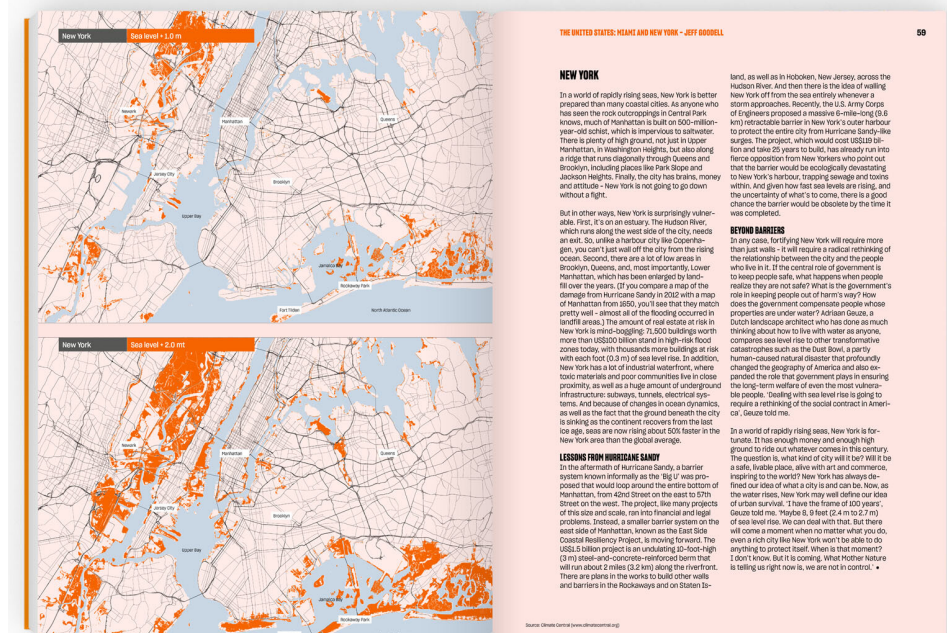 New York
Sea level + 1.0 m
Newark
Manhattan
Queens
Jersey City
Brooklyn
Upper Bay
Jamaica Bay
Rockaway Park
Fort Tilden
North Atlantic Ocean
New York
Sea level + 2.0 mt
Newark
Manhattan
Queens
Jersey City
Brooklyn
Upper Bay
Jamaica Bay
Rockaway Park
THE UNITED STATES: MIAMI AND NEW YORK – JEFF GOODELL
59
NEW YORK
In a world of rapidly rising seas, New York is better
prepared than many coastal cities. As anyone who
has seen the rock outcroppings in Central Park
knows, much of Manhattan is built on 500-million-
year-old schist, which is impervious to saltwater.
There is plenty of high ground, not just in Upper
Manhattan, in Washington Heights, but also along
a ridge that runs diagonally through Queens and
Brooklyn, including places like Park Slope and
Jackson Heights. Finally, the city has brains, money
and attitude – New York is not going to go down
without a fight.
But in other ways, New York is surprisingly vulner-
able. First, it's on an estuary. The Hudson River,
which runs along the west side of the city, needs
an exit. So, unlike a harbour city like Copenha-
gen, you can't just wall off the city from the rising
ocean. Second, there are a lot of low areas in
Brooklyn, Queens, and, most importantly, Lower
Manhattan, which has been enlarged by land-
fill over the years. (If you compare a map of the
damage from Hurricane Sandy in 2012 with a map
of Manhattan from 1650, you'll see that they match
pretty well – almost all of the flooding occurred in
landfill areas.) The amount of real estate at risk in
New York is mind-boggling: 71,500 buildings worth
more than US$100 billion stand in high-risk flood
zones today, with thousands more buildings at risk
with each foot (0.3 m) of sea level rise. In addition,
New York has a lot of industrial waterfront, where
toxic materials and poor communities live in close
proximity, as well as a huge amount of underground
infrastructure: subways, tunnels, electrical sys-
tems. And because of changes in ocean dynamics,
as well as the fact that the ground beneath the city
is sinking as the continent recovers from the last
ice age, seas are now rising about 50% faster in the
New York area than the global average.
LESSONS FROM HURRICANE SANDY
In the aftermath of Hurricane Sandy, a barrier
system known informally as the 'Big U' was pro-
posed that would loop around the entire bottom of
Manhattan, from 42nd Street on the east to 57th
Street on the west. The project, like many projects
of this size and scale, ran into financial and legal
problems. Instead, a smaller barrier system on the
east side of Manhattan, known as the East Side
Coastal Resiliency Project, is moving forward. The
US$1.5 billion project is an undulating 10-foot-high
(3 m) steel-and-concrete-reinforced berm that
will run about 2 miles (3.2 km) along the riverfront.
There are plans in the works to build other walls
and barriers in the Rockaways and on Staten Is-
land, as well as in Hoboken, New Jersey, across the
Hudson River. And then there is the idea of walling
New York off from the sea entirely whenever a
storm approaches. Recently, the U.S. Army Corps
of Engineers proposed a massive 6-mile-long (9.6
km) retractable barrier in New York's outer harbour
to protect the entire city from Hurricane Sandy-like
surges. The project, which would cost US$119 bil-
lion and take 25 years to build, has already run into
fierce opposition from New Yorkers who point out
that the barrier would be ecologically devastating
to New York's harbour, trapping sewage and toxins
within. And given how fast sea levels are rising, and
the uncertainty of what's to come, there is a good
chance the barrier would be obsolete by the time it
was completed.
BEYOND BARRIERS
In any case, fortifying New York will require more
than just walls – it will require a radical rethinking of
the relationship between the city and the people
who live in it. If the central role of government is
to keep people safe, what happens when people
realize they are not safe? What is the government's
role in keeping people out of harm's way? How
does the government compensate people whose
properties are under water? Adriaan Geuze, a
Dutch landscape architect who has done as much
thinking about how to live with water as anyone,
compares sea level rise to other transformative
catastrophes such as the Dust Bowl, a partly
human-caused natural disaster that profoundly
changed the geography of America and also ex-
panded the role that government plays in ensuring
the long-term welfare of even the most vulnera-
ble people. 'Dealing with sea level rise is going to
require a rethinking of the social contract in Ameri-
ca', Geuze told me.
In a world of rapidly rising seas, New York is for-
tunate. It has enough money and enough high
ground to ride out whatever comes in this century.
The question is, what kind of city will it be? Will it be
a safe, livable place, alive with art and commerce,
inspiring to the world? New York has always de-
fined our idea of what a city is and can be. Now, as
the water rises, New York may well define our idea
of urban survival. 'I have the frame of 100 years',
Geuze told me. 'Maybe 8, 9 feet (2.4 m to 2.7 m)
of sea level rise. We can deal with that. But there
will come a moment when no matter what you do,
even a rich city like New York won't be able to do
anything to protect itself. When is that moment?
I don't know. But it is coming. What Mother Nature
is telling us right now is, we are not in control.' •
Source: Climate Central (www.climatecentral.org)